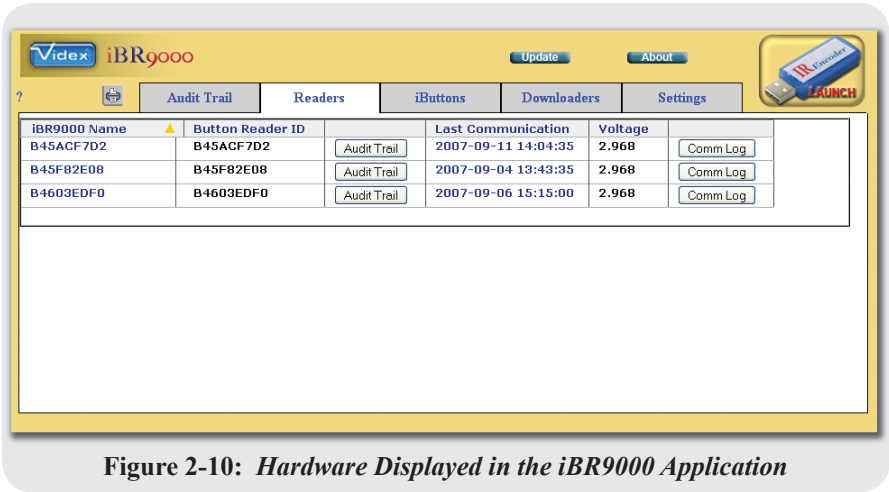 Videx iBR9000
Update About
IR Encoder
LAUNCH
? Audit Trail Readers iButtons Downloaders Settings
iBR9000 Name Button Reader ID Last Communication Voltage
B45ACF7D2 B45ACF7D2 Audit Trail 2007-09-11 14:04:35 2.968 Comm Log
B45F82E08 B45F82E08 Audit Trail 2007-09-04 13:43:35 2.968 Comm Log
B4603EDF0 B4603EDF0 Audit Trail 2007-09-06 15:15:00 2.968 Comm Log
Figure 2-10: Hardware Displayed in the iBR9000 Application